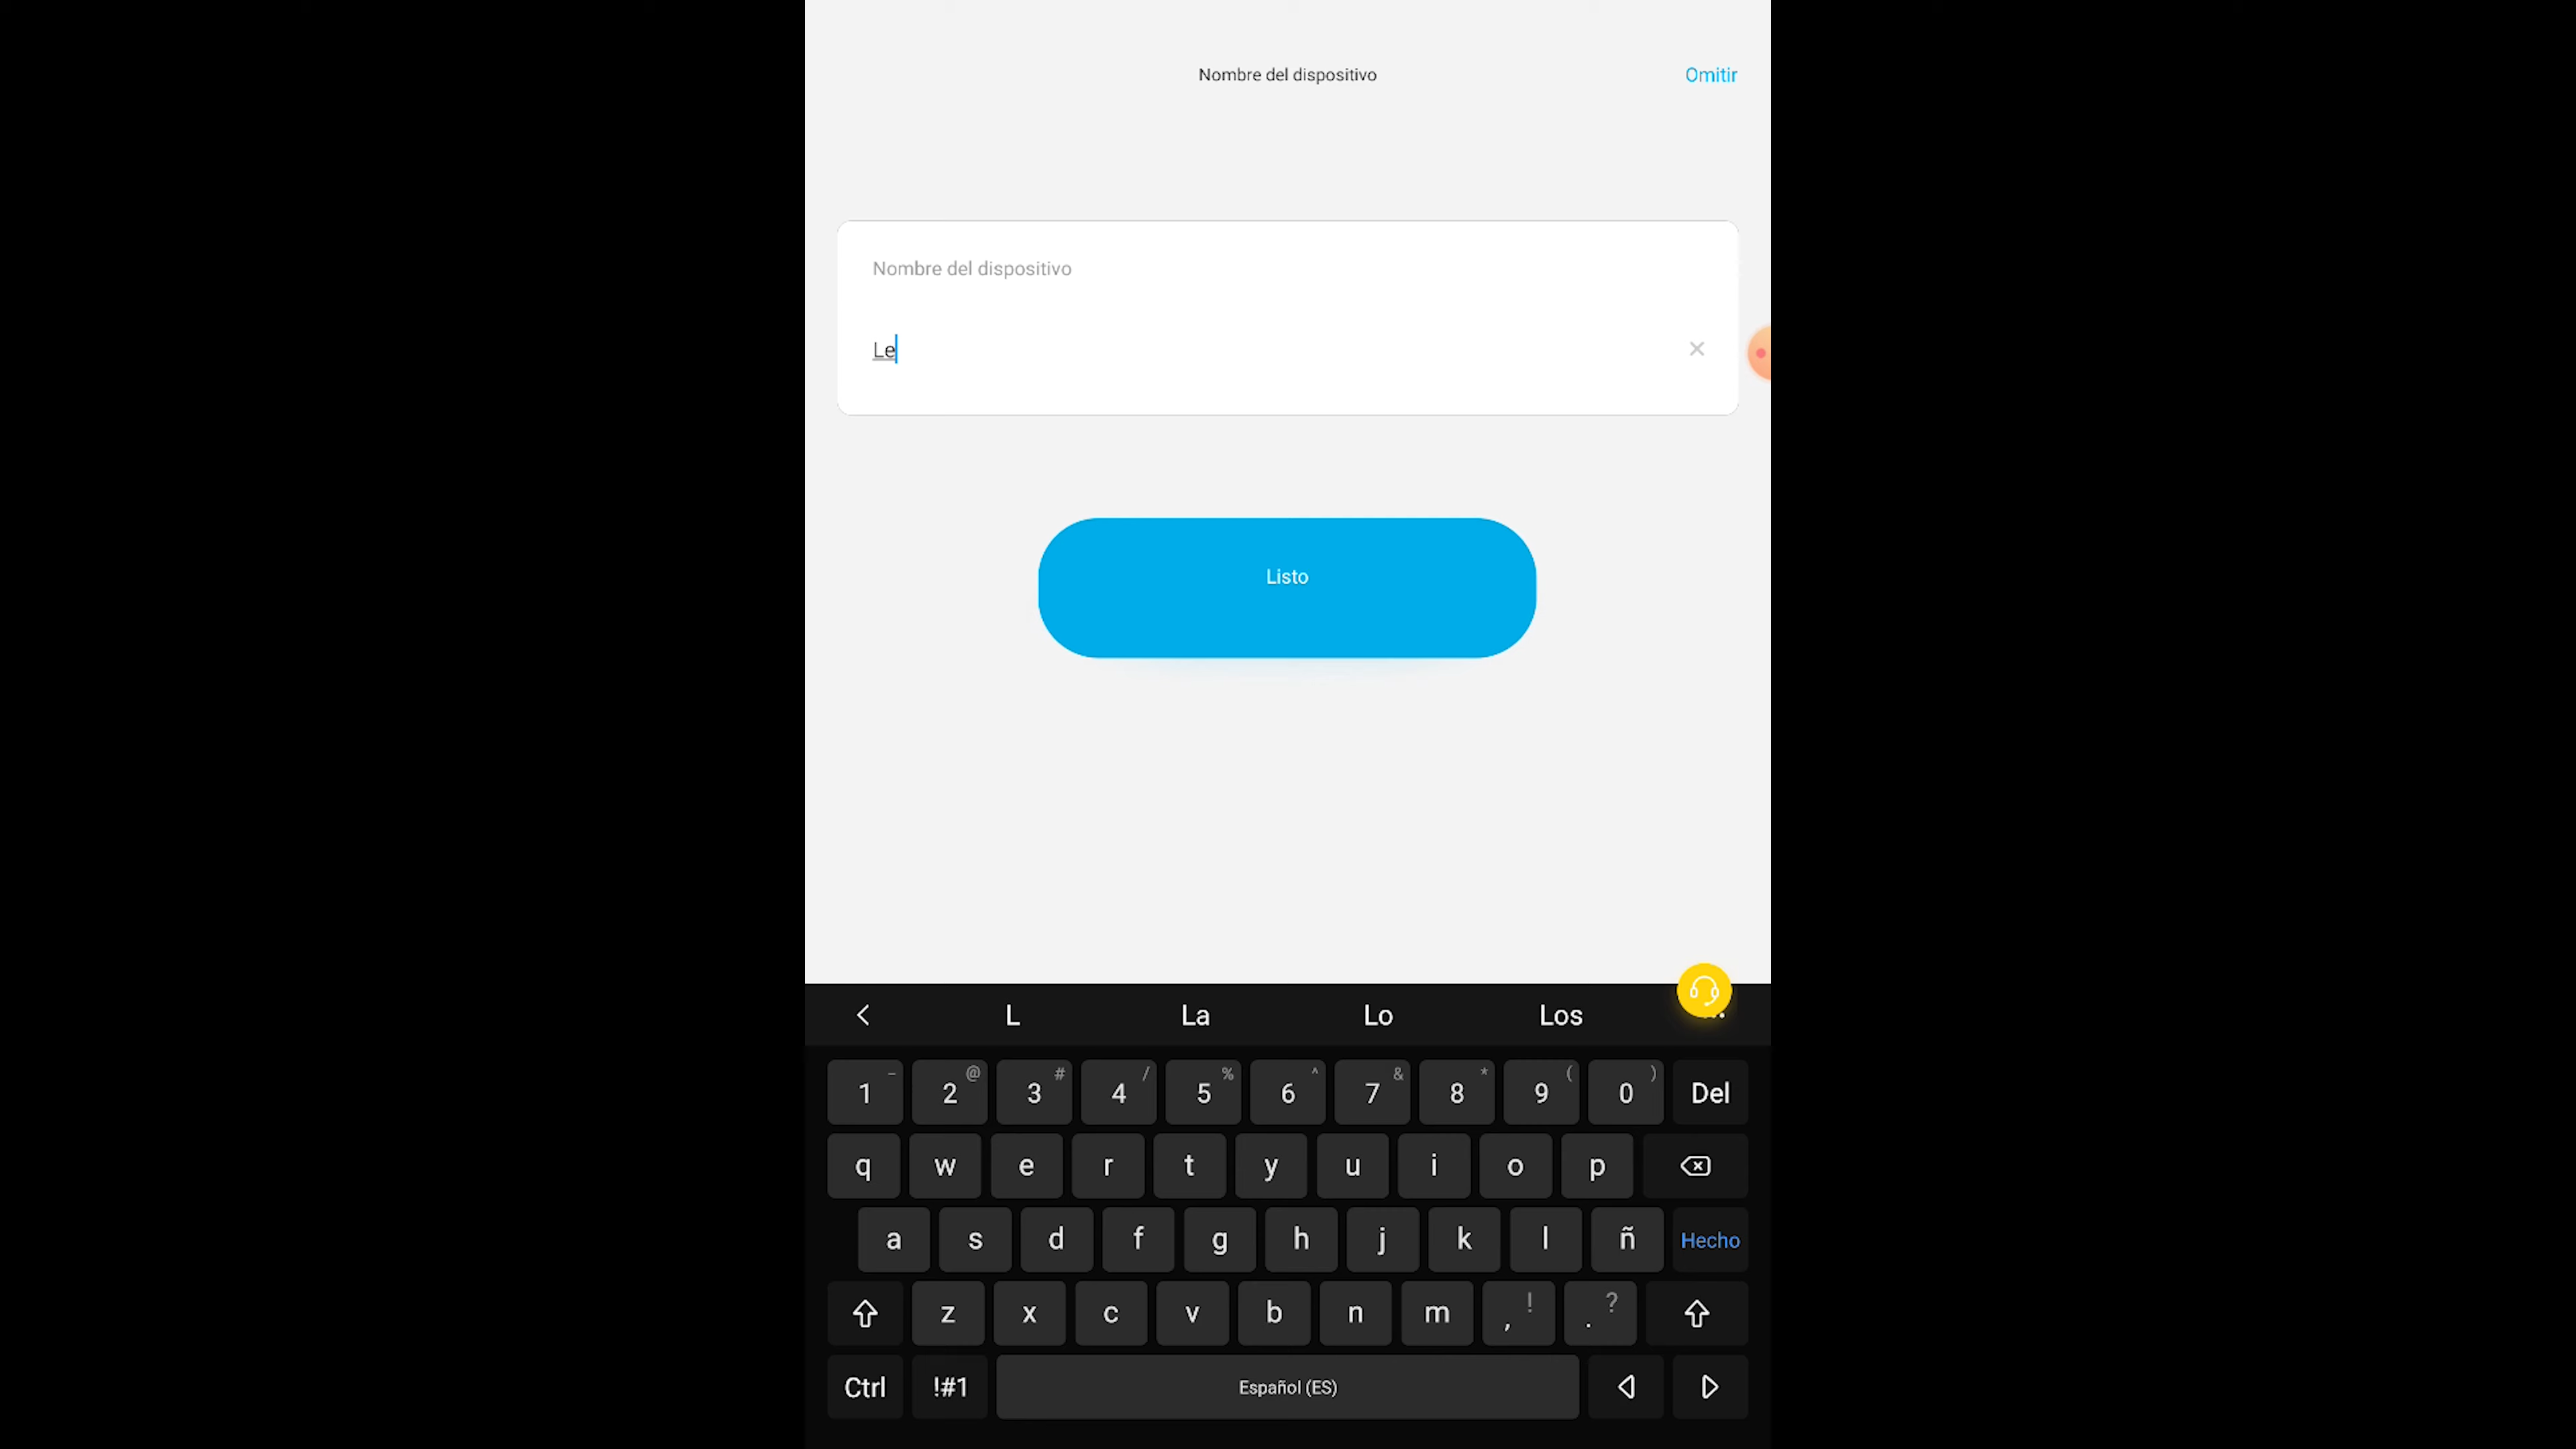 Nombre del dispositivo Omitir
Nombre del dispositivo
Le
Listo
L La Lo Los
1 - 2 @ 3 # 4 / 5 % 6 ^ 7 & 8 * 9 ( 0 ) Del
q w e r t y u i o p
a s d f g h j k l ñ Hecho
z x c v b n m , ! . ?
Ctrl !#1 Español (ES)